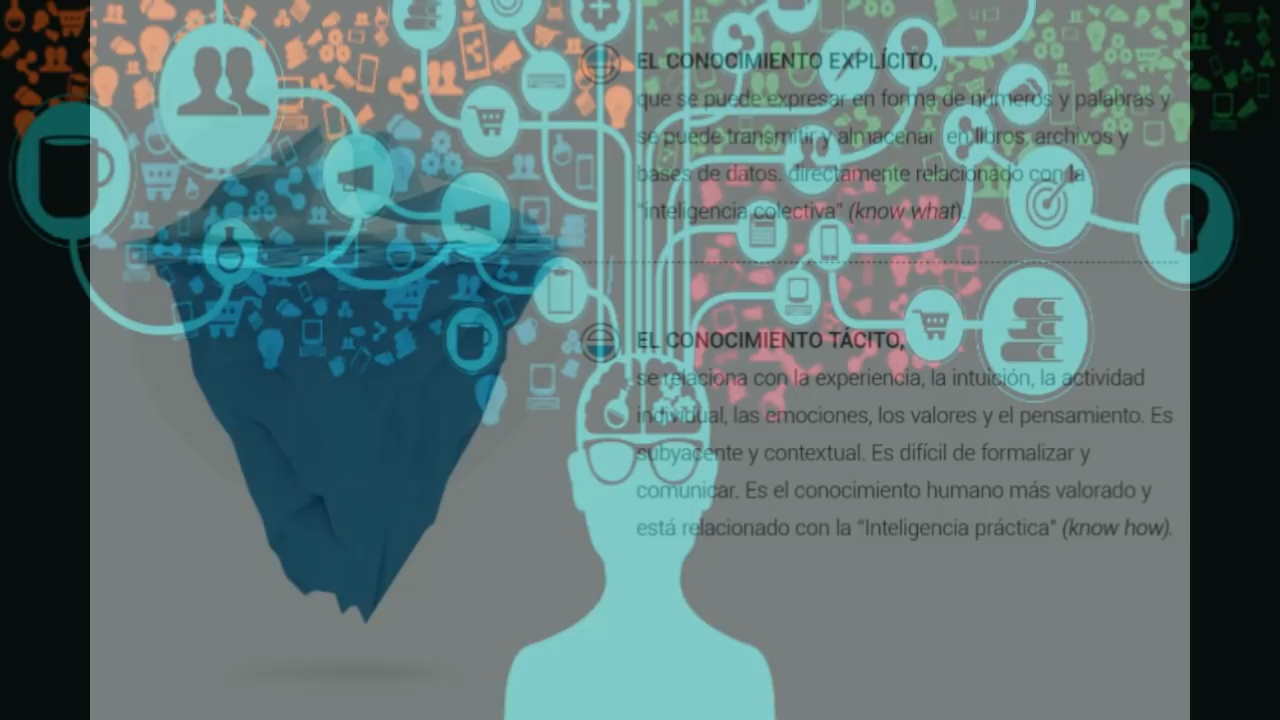 EL CONOCIMIENTO EXPLÍCITO,
que se puede expresar en forma de números y palabras y
se puede transmitir y almacenar en libros, archivos y
bases de datos. directamente relacionado con la
"inteligencia colectiva" (know what).
EL CONOCIMIENTO TÁCITO,
se relaciona con la experiencia, la intuición, la actividad
individual, las emociones, los valores y el pensamiento. Es
subyacente y contextual. Es difícil de formalizar y
comunicar. Es el conocimiento humano más valorado y
está relacionado con la “Inteligencia práctica” (know how).